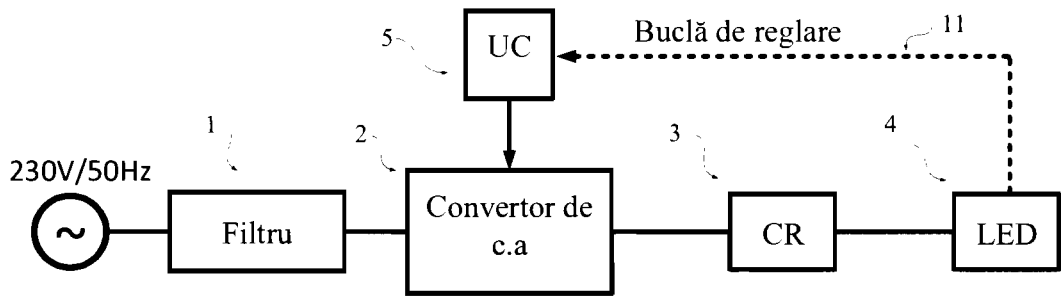 5
UC
Buclă de reglare
11
1
2
3
4
230V/50Hz
~
Filtru
Convertor de
c.a
CR
LED